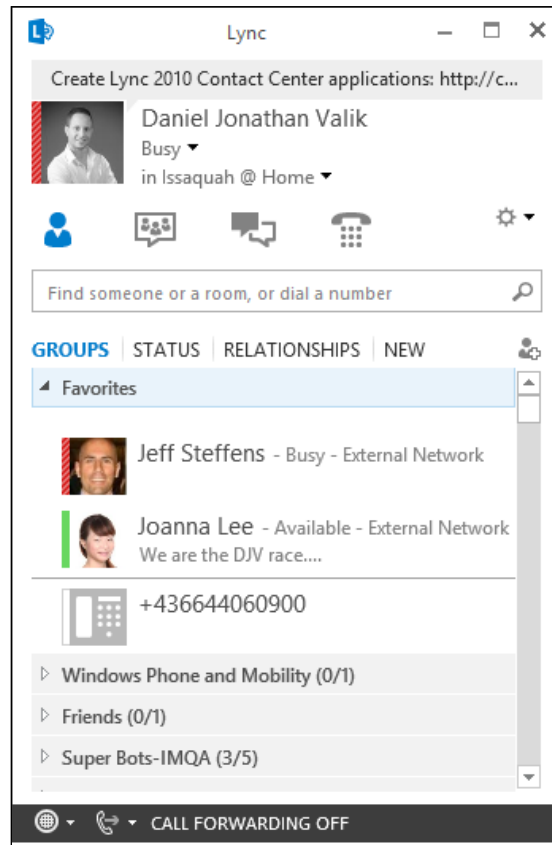 Lync
Create Lync 2010 Contact Center applications: http://c...
Daniel Jonathan Valik
Busy
in Issaquah @ Home
Find someone or a room, or dial a number
GROUPS STATUS RELATIONSHIPS NEW
Favorites
Jeff Steffens - Busy - External Network
Joanna Lee - Available - External Network
We are the DJV race....
+436644060900
Windows Phone and Mobility (0/1)
Friends (0/1)
Super Bots-IMQA (3/5)
CALL FORWARDING OFF